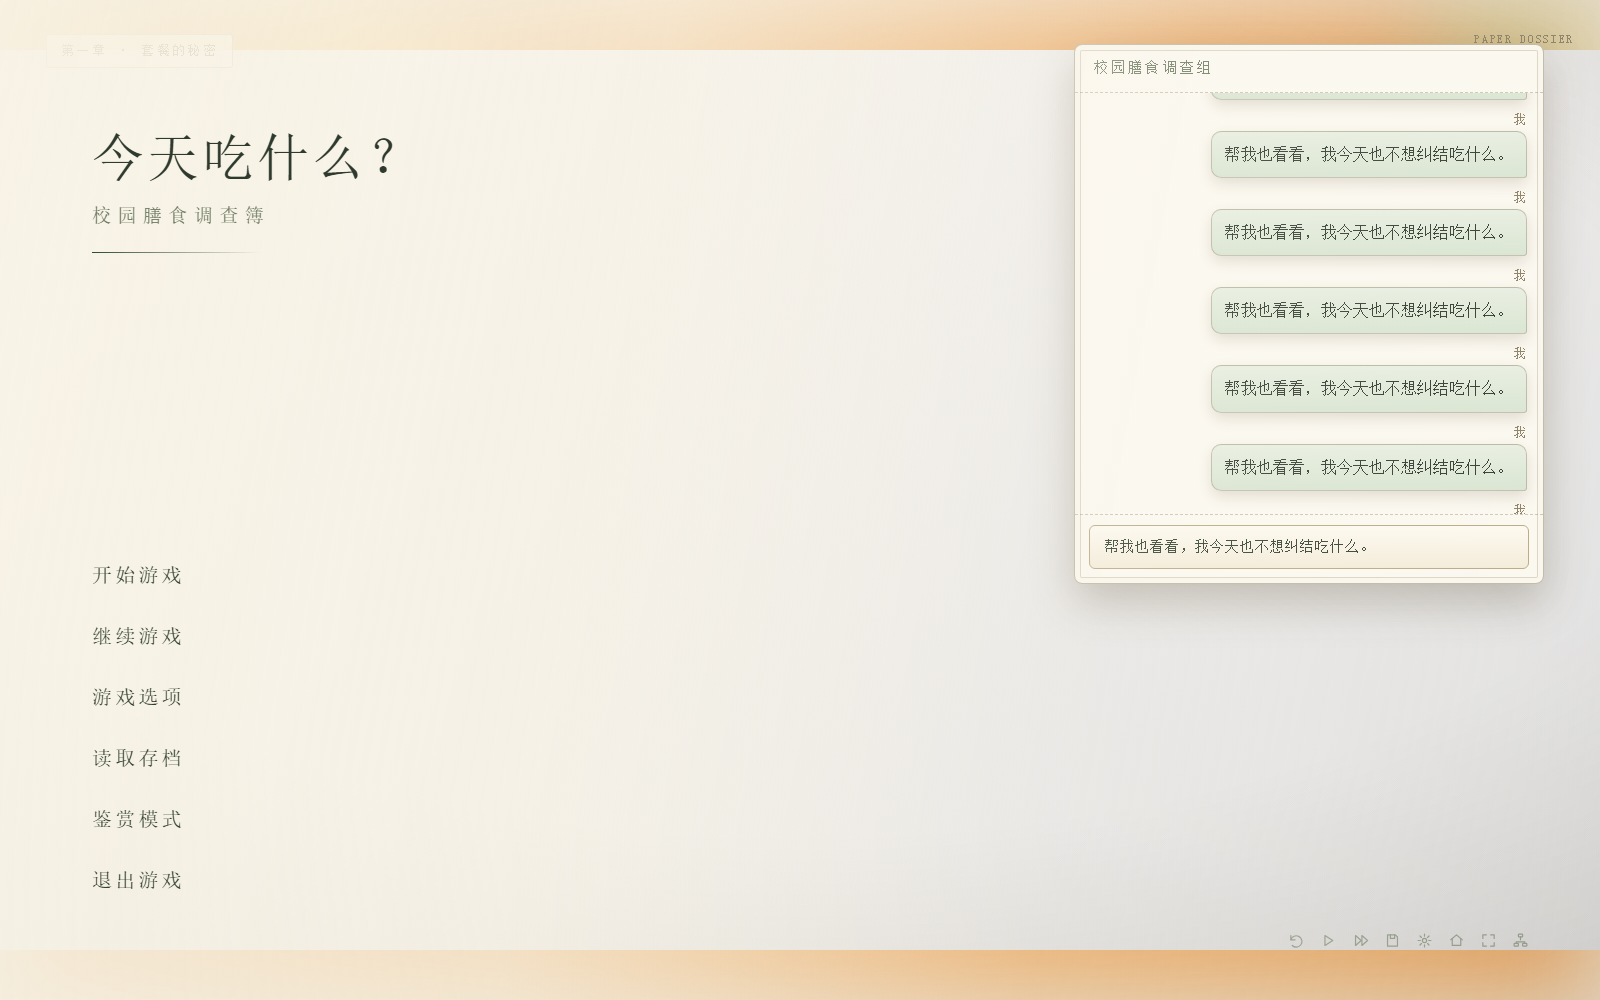 第一章 · 套餐的秘密
PAPER DOSSIER
今天吃什么？
校园膳食调查簿
开始游戏
继续游戏
游戏选项
读取存档
鉴赏模式
退出游戏
校园膳食调查组
我
帮我也看看，我今天也不想纠结吃什么。
我
帮我也看看，我今天也不想纠结吃什么。
我
帮我也看看，我今天也不想纠结吃什么。
我
帮我也看看，我今天也不想纠结吃什么。
我
帮我也看看，我今天也不想纠结吃什么。
我
帮我也看看，我今天也不想纠结吃什么。